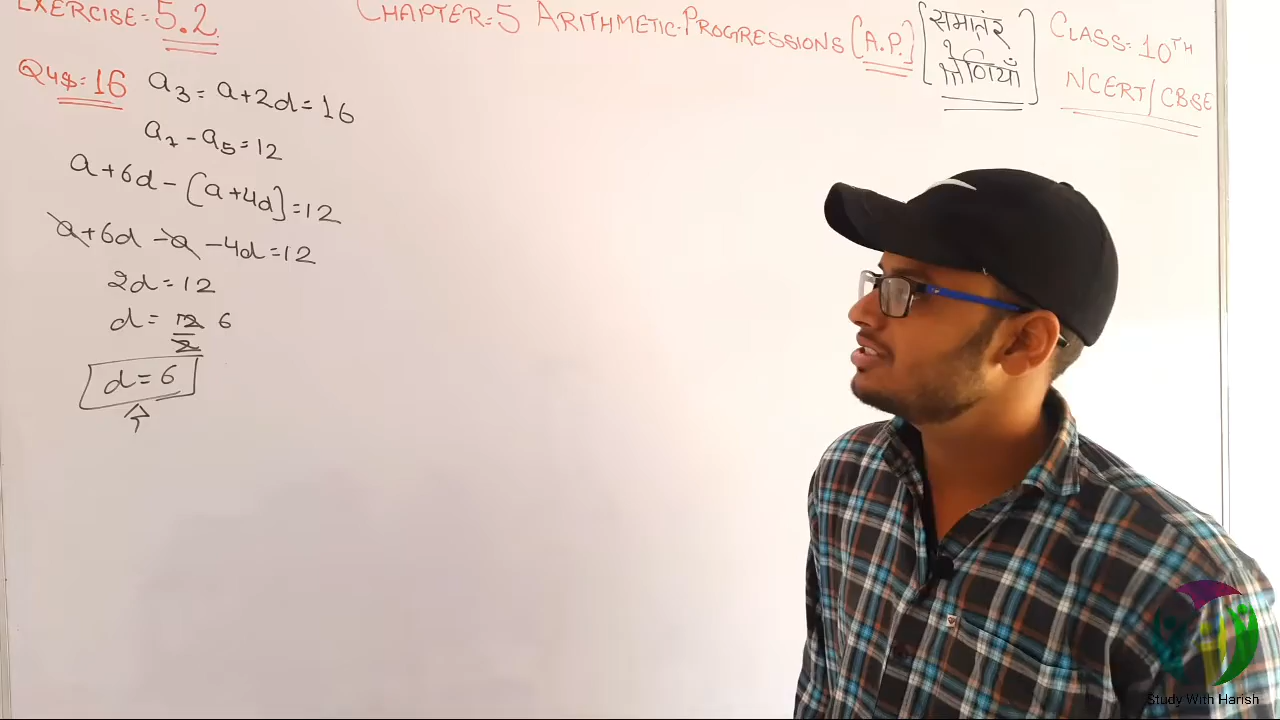 EXERCISE:-5.2
CHAPTER:-5 ARITHMETIC-PROGRESSIONS (A.P.) [समांतर श्रेणियाँ]
CLASS:-10TH
NCERT/CBSE
Qus:-16
a₃ = a+2d = 16
a₇ - a₅ = 12
a+6d - (a+4d] = 12
a+6d - a - 4d = 12
2d = 12
d = 12/2 6
d = 6
Study With Harish